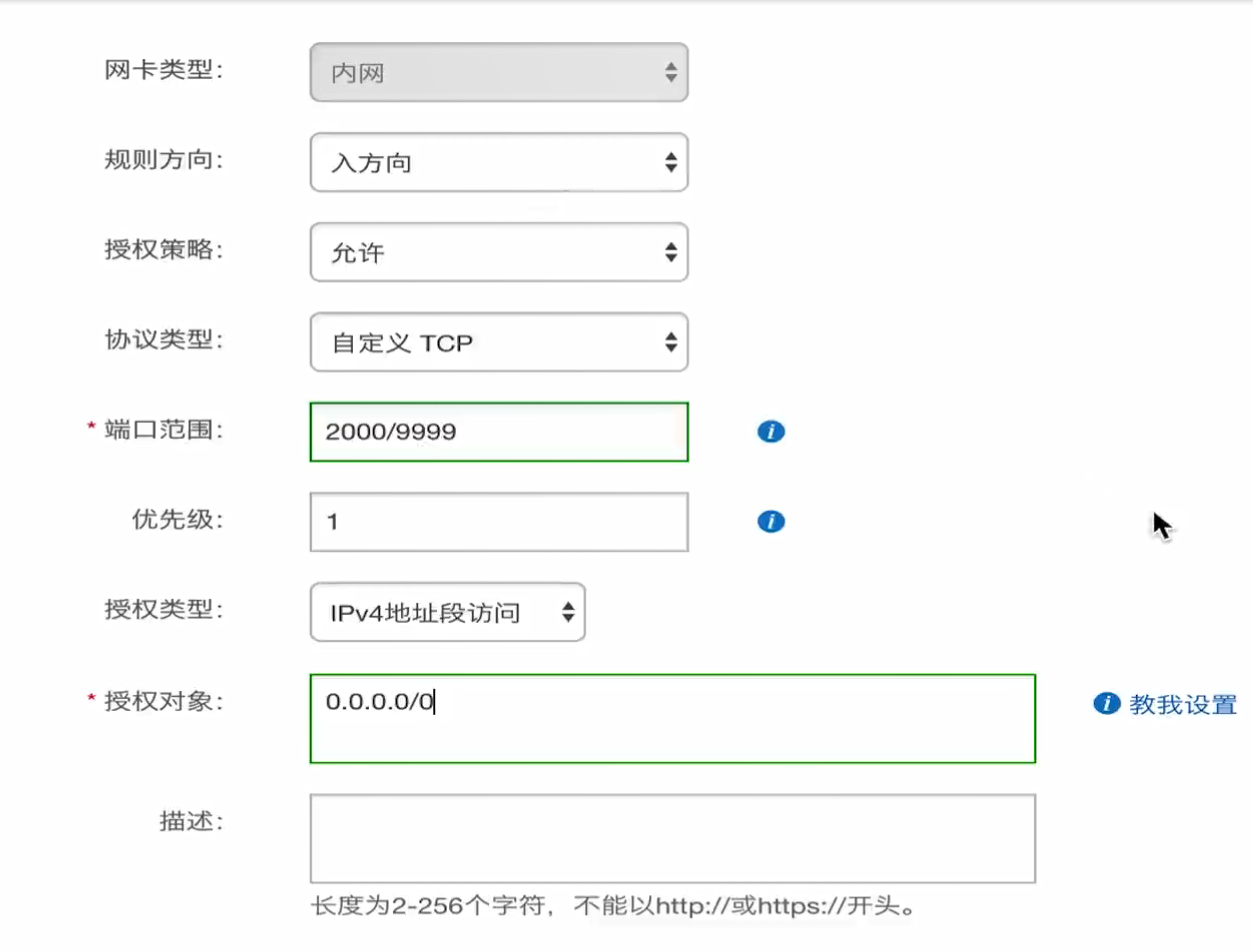 网卡类型: 内网
规则方向: 入方向
授权策略: 允许
协议类型: 自定义 TCP
* 端口范围: 2000/9999
优先级: 1
授权类型: IPv4地址段访问
* 授权对象: 0.0.0.0/0 教我设置
描述:
长度为2-256个字符，不能以http://或https://开头。